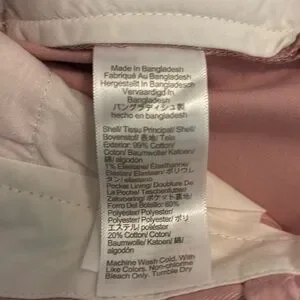 Made In Bangladesh
Fabriqué Au Bangladesh
Hergestellt In Bangladesh
Vervaardigd In
Bangladesh
バングラディシュ製
hecho en bangladesh
Shell/ Tissu Principal/ Shell/
Bovenstof/ 表地/ Tela
Exterior: 99% Cotton/
Coton/ Baumwolle/ Katoen/
綿/ algodón
1% Elastane/ Elasthanne/
Elastan/ Elastaan/ ポリウレ
タン/ elastano
Pocket Lining/ Doublure De
La Poche/ Taschenfutter/
Zakvoering/ ポケット裏地/
Forro Del Bolsillo: 80%
Polyester/ Polyester/
Polyester/ Polyester/ ポリ
エステル/ poliéster
20% Cotton/ Coton/
Baumwolle/ Katoen/ 綿/
algodón
Machine Wash Cold. With
Like Colors. Non-chlorine
Bleach Only. Tumble Dry